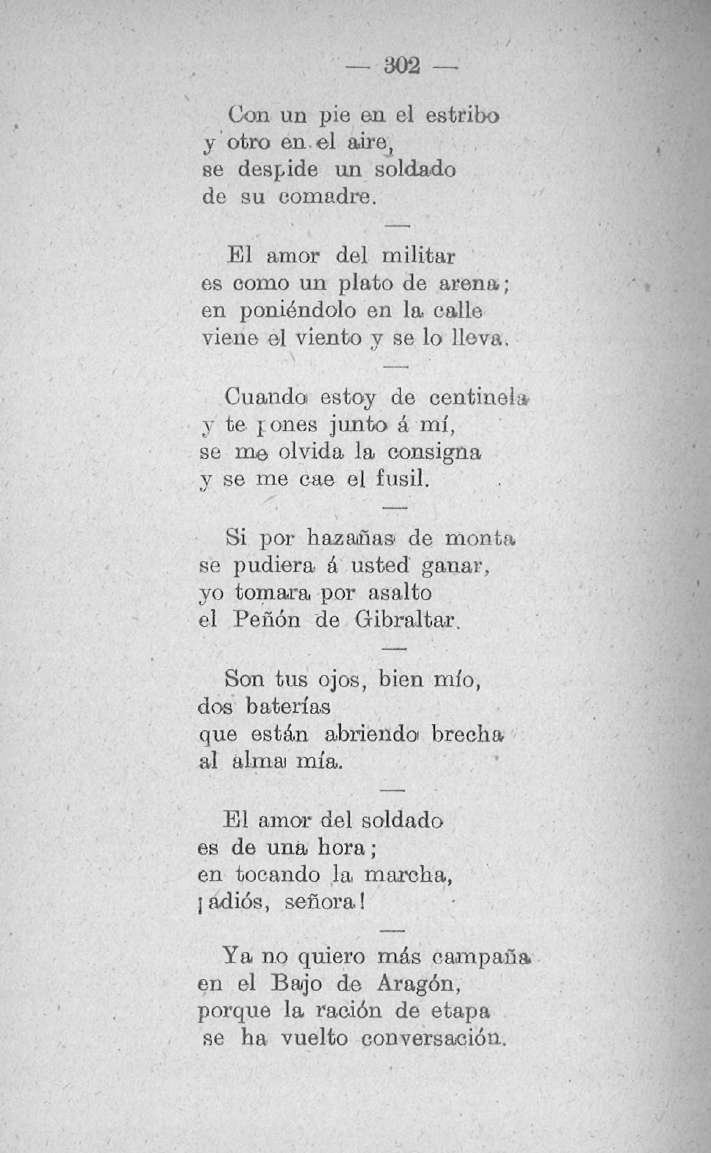 — 302 —
Con un pie en el estribo
y otro en el aire,
se despide un soldado
de su comadre.
—
El amor del militar
es como un plato de arena;
en poniéndolo en la calle
viene el viento y se lo lleva.
—
Cuando estoy de centinela
y te pones junto á mí,
se me olvida la consigna
y se me cae el fusil.
—
Si por hazañas de monta
se pudiera á usted ganar,
yo tomara por asalto
el Peñón de Gibraltar.
—
Son tus ojos, bien mío,
dos baterías
que están abriendo brecha
al alma mía.
—
El amor del soldado
es de una hora;
en tocando la marcha,
¡adiós, señora!
—
Ya no quiero más campaña
en el Bajo de Aragón,
porque la ración de etapa
se ha vuelto conversación.